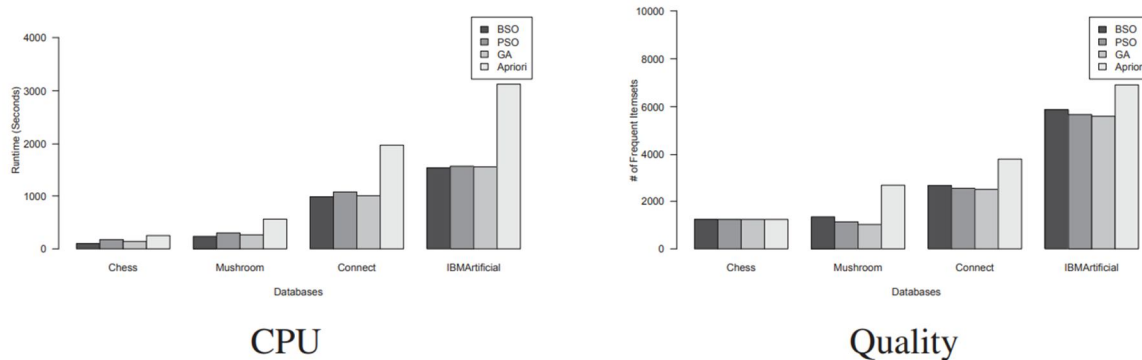 BSO
PSO
GA
Apriori
4000
3000
2000
1000
0
Runtime (Seconds)
Chess
Mushroom
Connect
IBMArtificial
Databases
CPU
BSO
PSO
GA
Apriori
10000
8000
6000
4000
2000
0
# of Frequent Itemsets
Chess
Mushroom
Connect
IBMArtificial
Databases
Quality